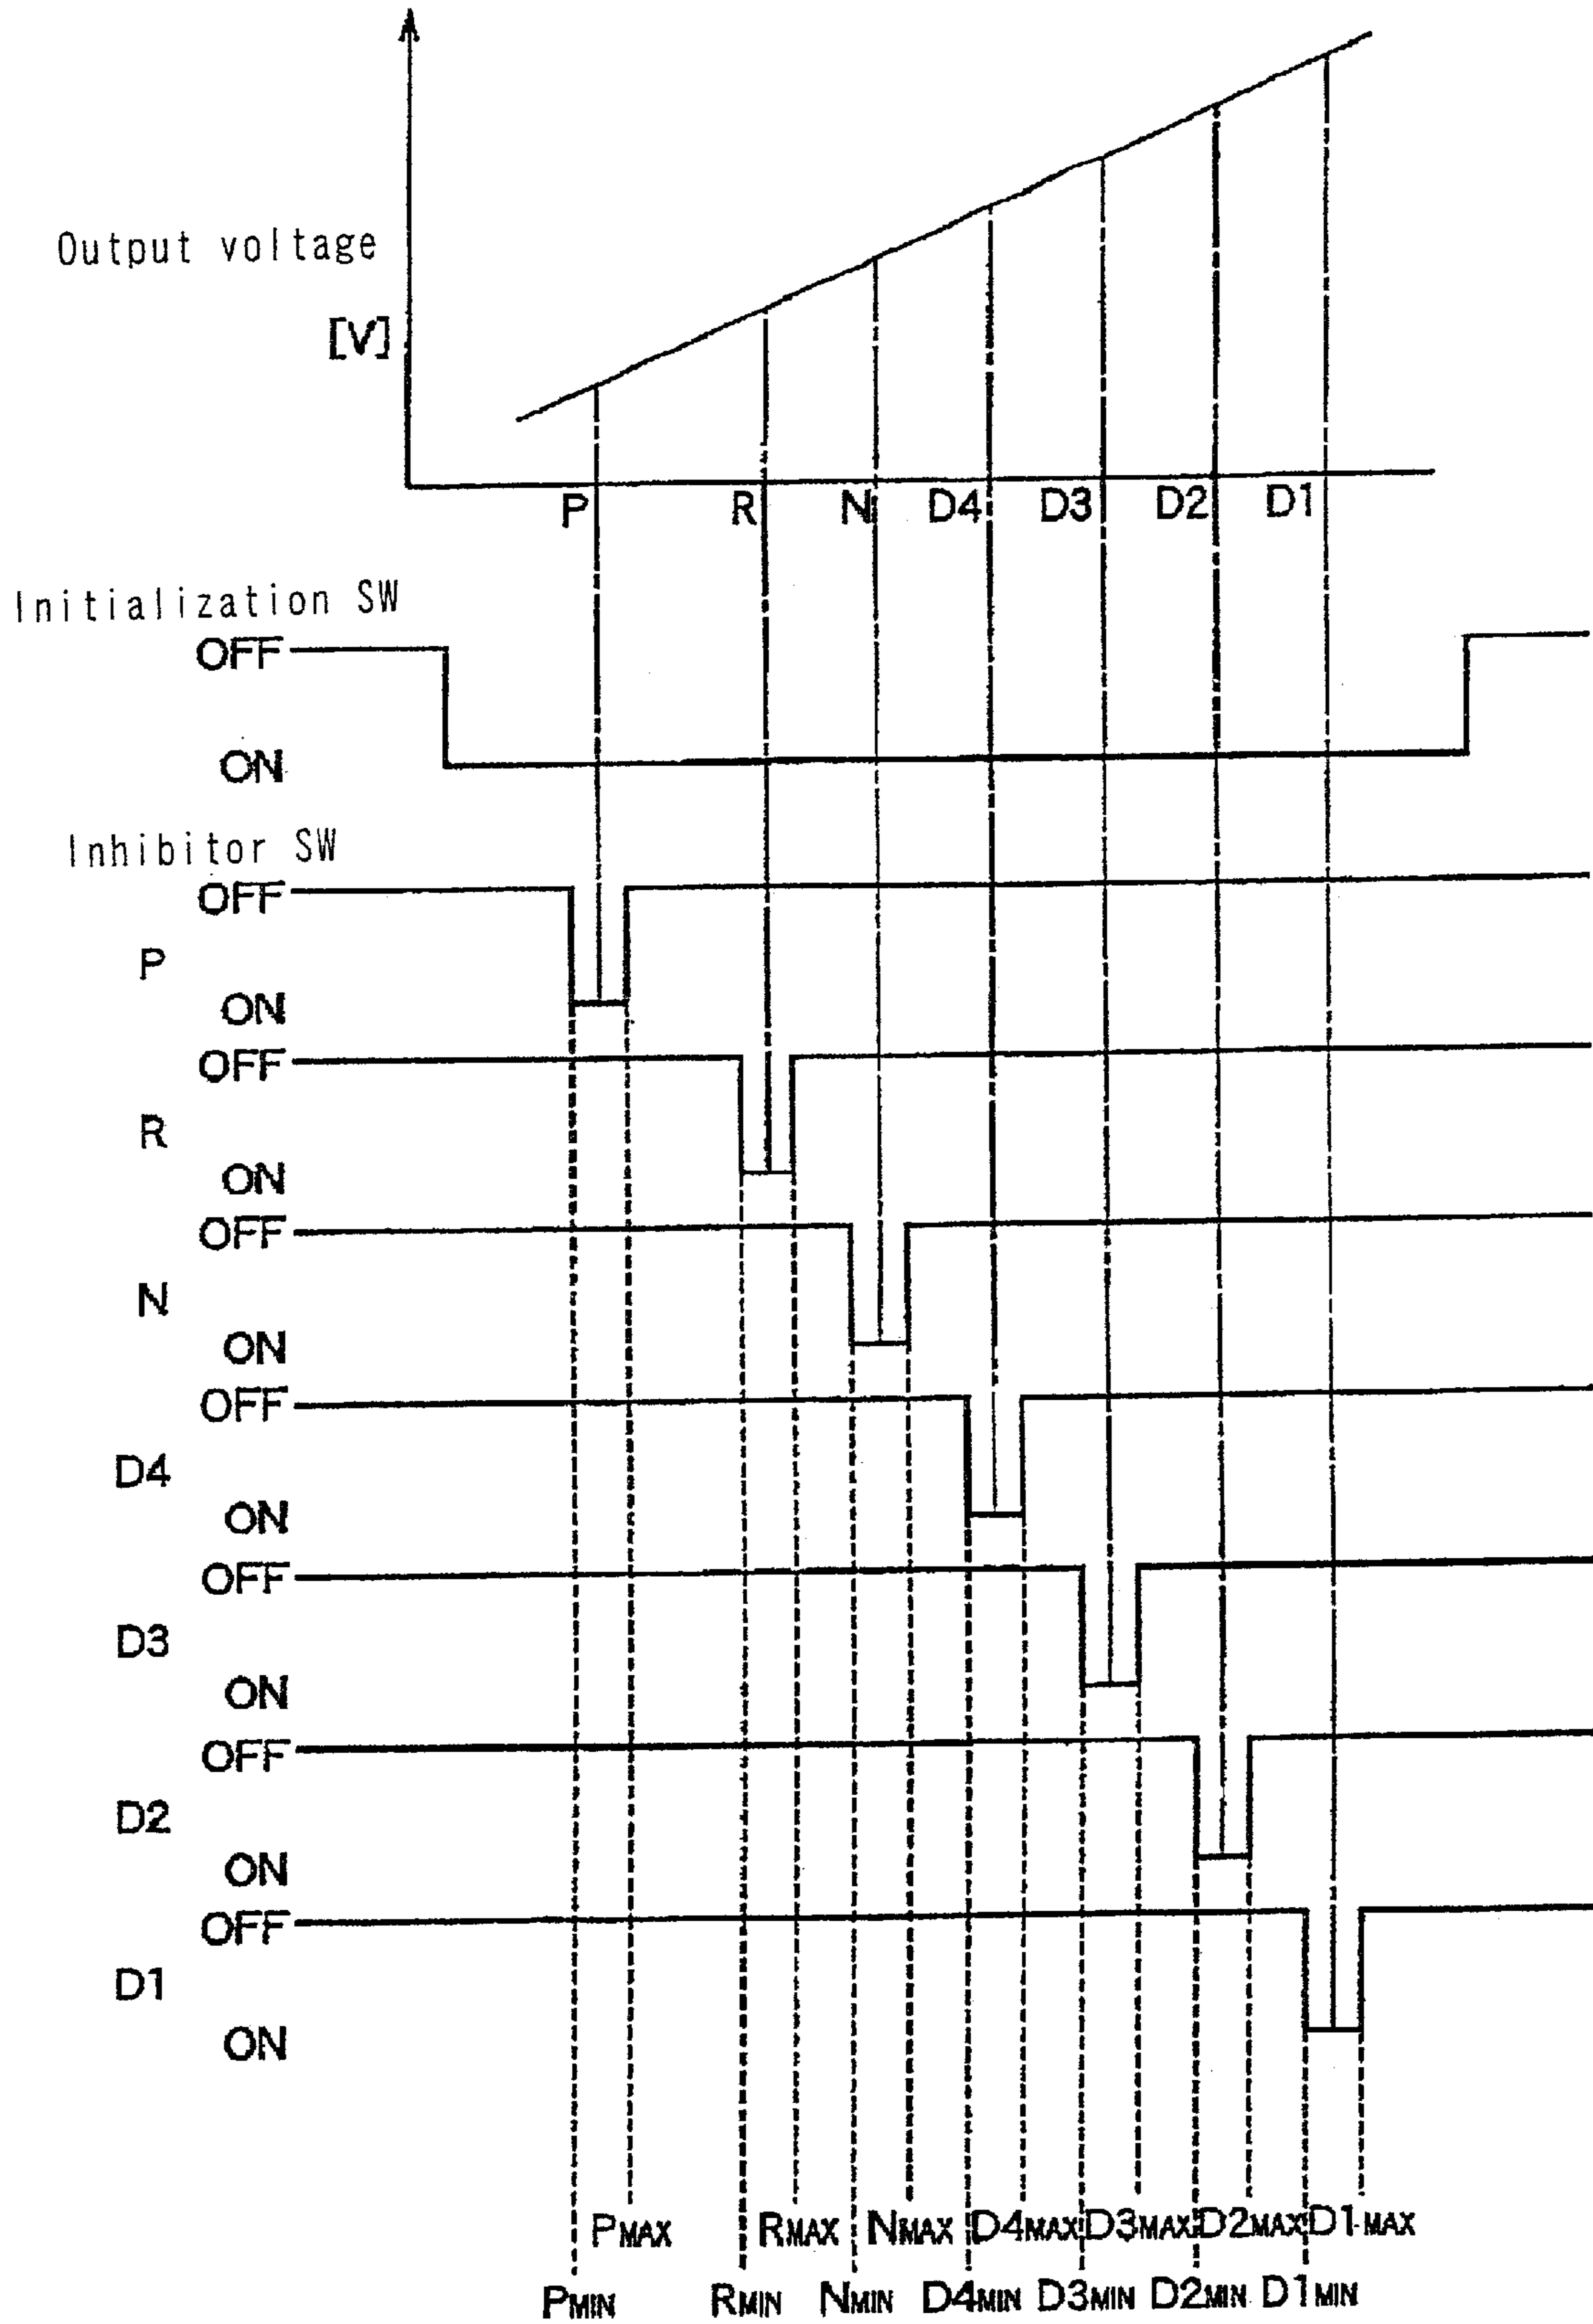 Output voltage
[V]
P R N D4 D3 D2 D1
Initialization SW
OFF
ON
Inhibitor SW
OFF
P
ON
OFF
R
ON
OFF
N
ON
OFF
D4
ON
OFF
D3
ON
OFF
D2
ON
OFF
D1
ON
PMAX RMAX NMAX D4MAX D3MAX D2MAX D1MAX
PMIN RMIN NMIN D4MIN D3MIN D2MIN D1MIN